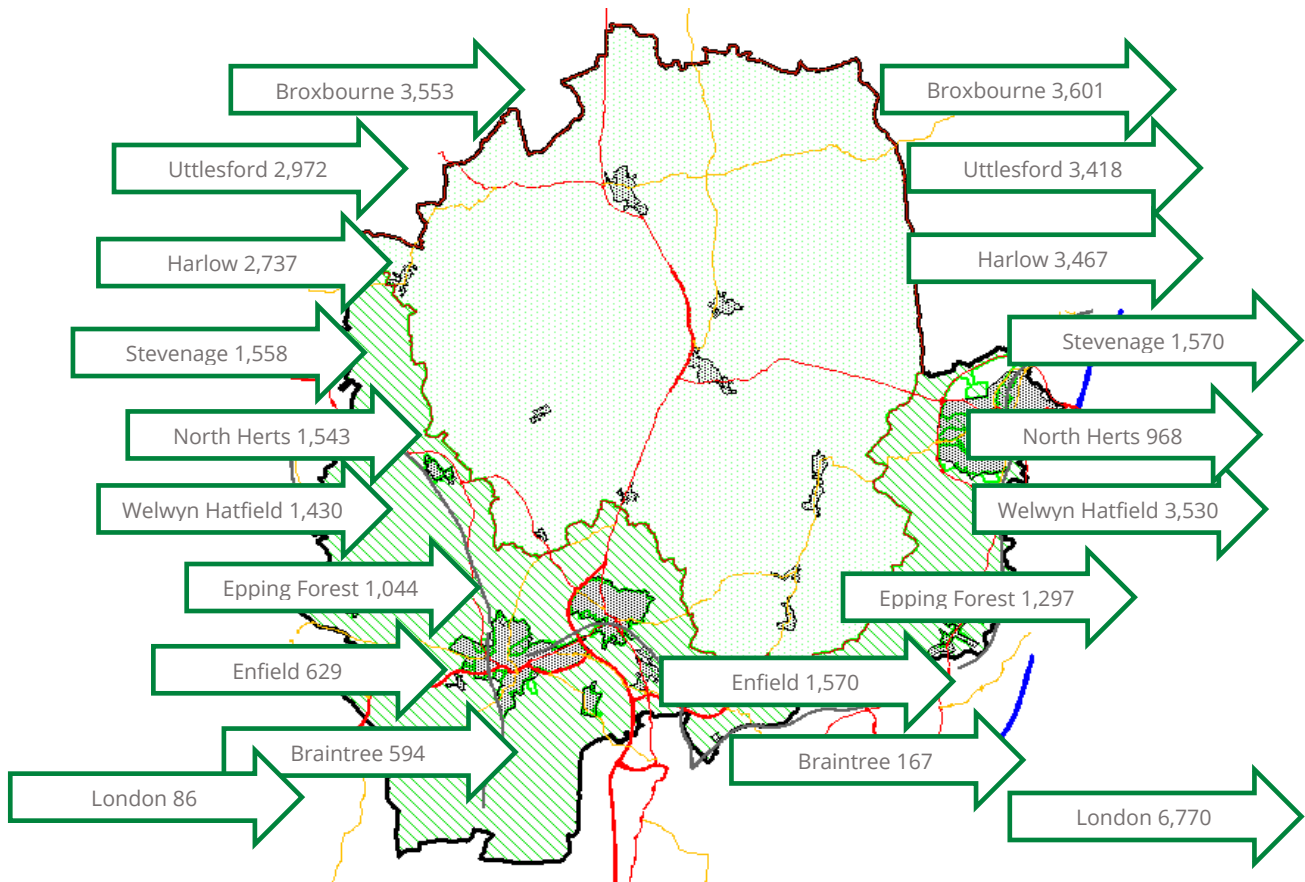 Broxbourne 3,553
Uttlesford 2,972
Harlow 2,737
Stevenage 1,558
North Herts 1,543
Welwyn Hatfield 1,430
Epping Forest 1,044
Enfield 629
Braintree 594
London 86
Broxbourne 3,601
Uttlesford 3,418
Harlow 3,467
Stevenage 1,570
North Herts 968
Welwyn Hatfield 3,530
Epping Forest 1,297
Enfield 1,570
Braintree 167
London 6,770